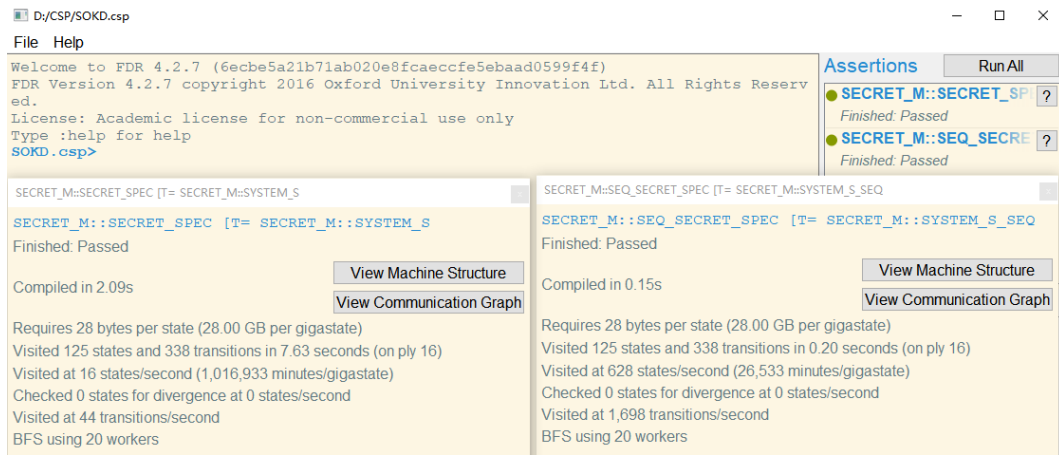 D:/CSP/SOKD.csp
File Help
Welcome to FDR 4.2.7 (6ecbe5a21b71ab020e8fcaeccfe5ebaad0599f4f)
FDR Version 4.2.7 copyright 2016 Oxford University Innovation Ltd. All Rights Reserv
ed.
License: Academic license for non-commercial use only
Type :help for help
SOKD.csp>
Assertions Run All
SECRET_M::SECRET_SP ?
Finished: Passed
SECRET_M::SEQ_SECRE ?
Finished: Passed
SECRET_M::SECRET_SPEC [T= SECRET_M::SYSTEM_S
SECRET_M::SECRET_SPEC [T= SECRET_M::SYSTEM_S
Finished: Passed
View Machine Structure
Compiled in 2.09s
View Communication Graph
Requires 28 bytes per state (28.00 GB per gigastate)
Visited 125 states and 338 transitions in 7.63 seconds (on ply 16)
Visited at 16 states/second (1,016,933 minutes/gigastate)
Checked 0 states for divergence at 0 states/second
Visited at 44 transitions/second
BFS using 20 workers
SECRET_M::SEQ_SECRET_SPEC [T= SECRET_M::SYSTEM_S_SEQ
SECRET_M::SEQ_SECRET_SPEC [T= SECRET_M::SYSTEM_S_SEQ
Finished: Passed
View Machine Structure
Compiled in 0.15s
View Communication Graph
Requires 28 bytes per state (28.00 GB per gigastate)
Visited 125 states and 338 transitions in 0.20 seconds (on ply 16)
Visited at 628 states/second (26,533 minutes/gigastate)
Checked 0 states for divergence at 0 states/second
Visited at 1,698 transitions/second
BFS using 20 workers